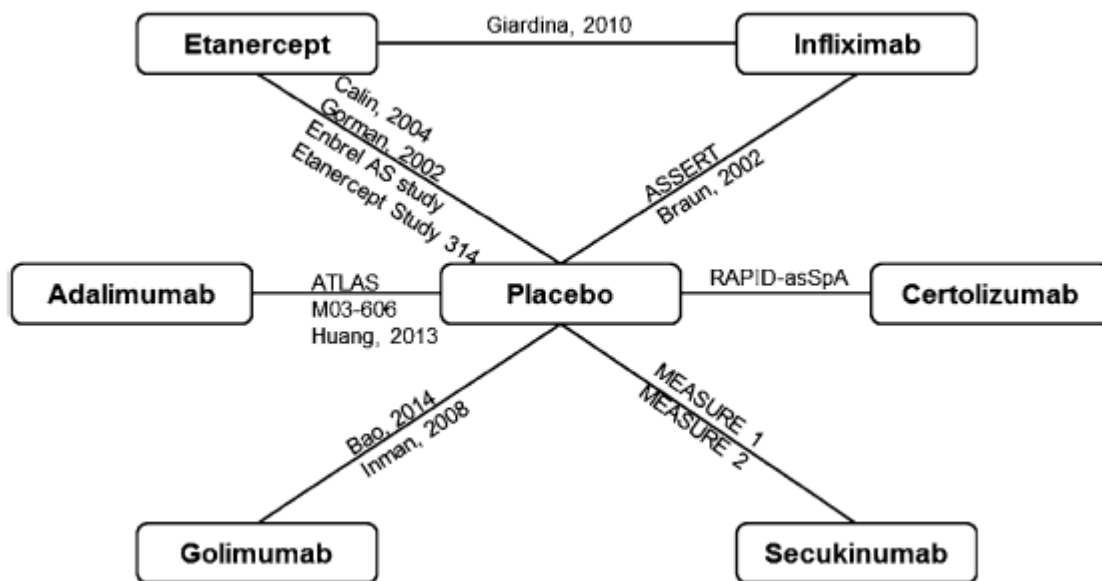 Etanercept
Giardina, 2010
Infliximab
Calin, 2004
Gorman, 2002
Enbrel AS study
Etanercept Study 314
ASSERT
Braun, 2002
Adalimumab
ATLAS
M03-606
Huang, 2013
Placebo
RAPID-asSpA
Certolizumab
Bao, 2014
Inman, 2008
MEASURE 1
MEASURE 2
Golimumab
Secukinumab